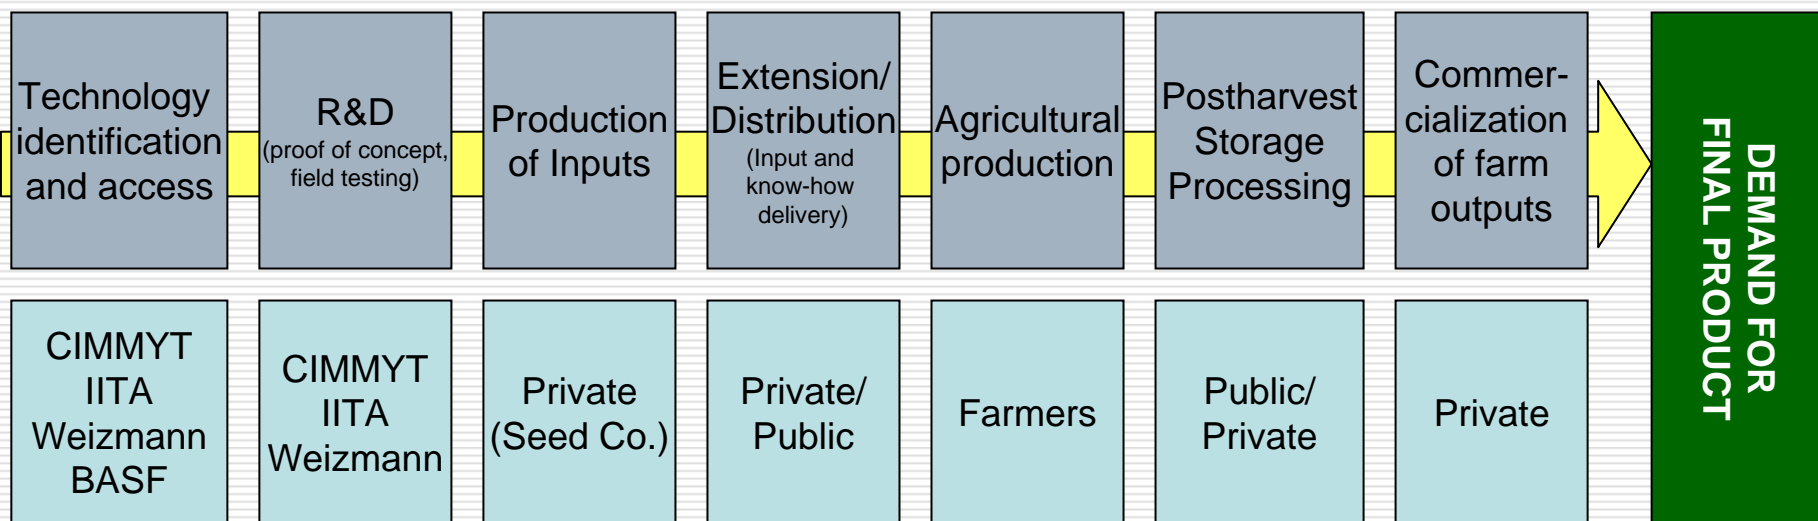 Technology
identification
and access
R&D
(proof of concept,
field testing)
Production
of Inputs
Extension/
Distribution
(Input and
know-how
delivery)
Agricultural
production
Postharvest
Storage
Processing
Commer-
cialization
of farm
outputs
DEMAND FOR
FINAL PRODUCT
CIMMYT
IITA
Weizmann
BASF
CIMMYT
IITA
Weizmann
Private
(Seed Co.)
Private/
Public
Farmers
Public/
Private
Private